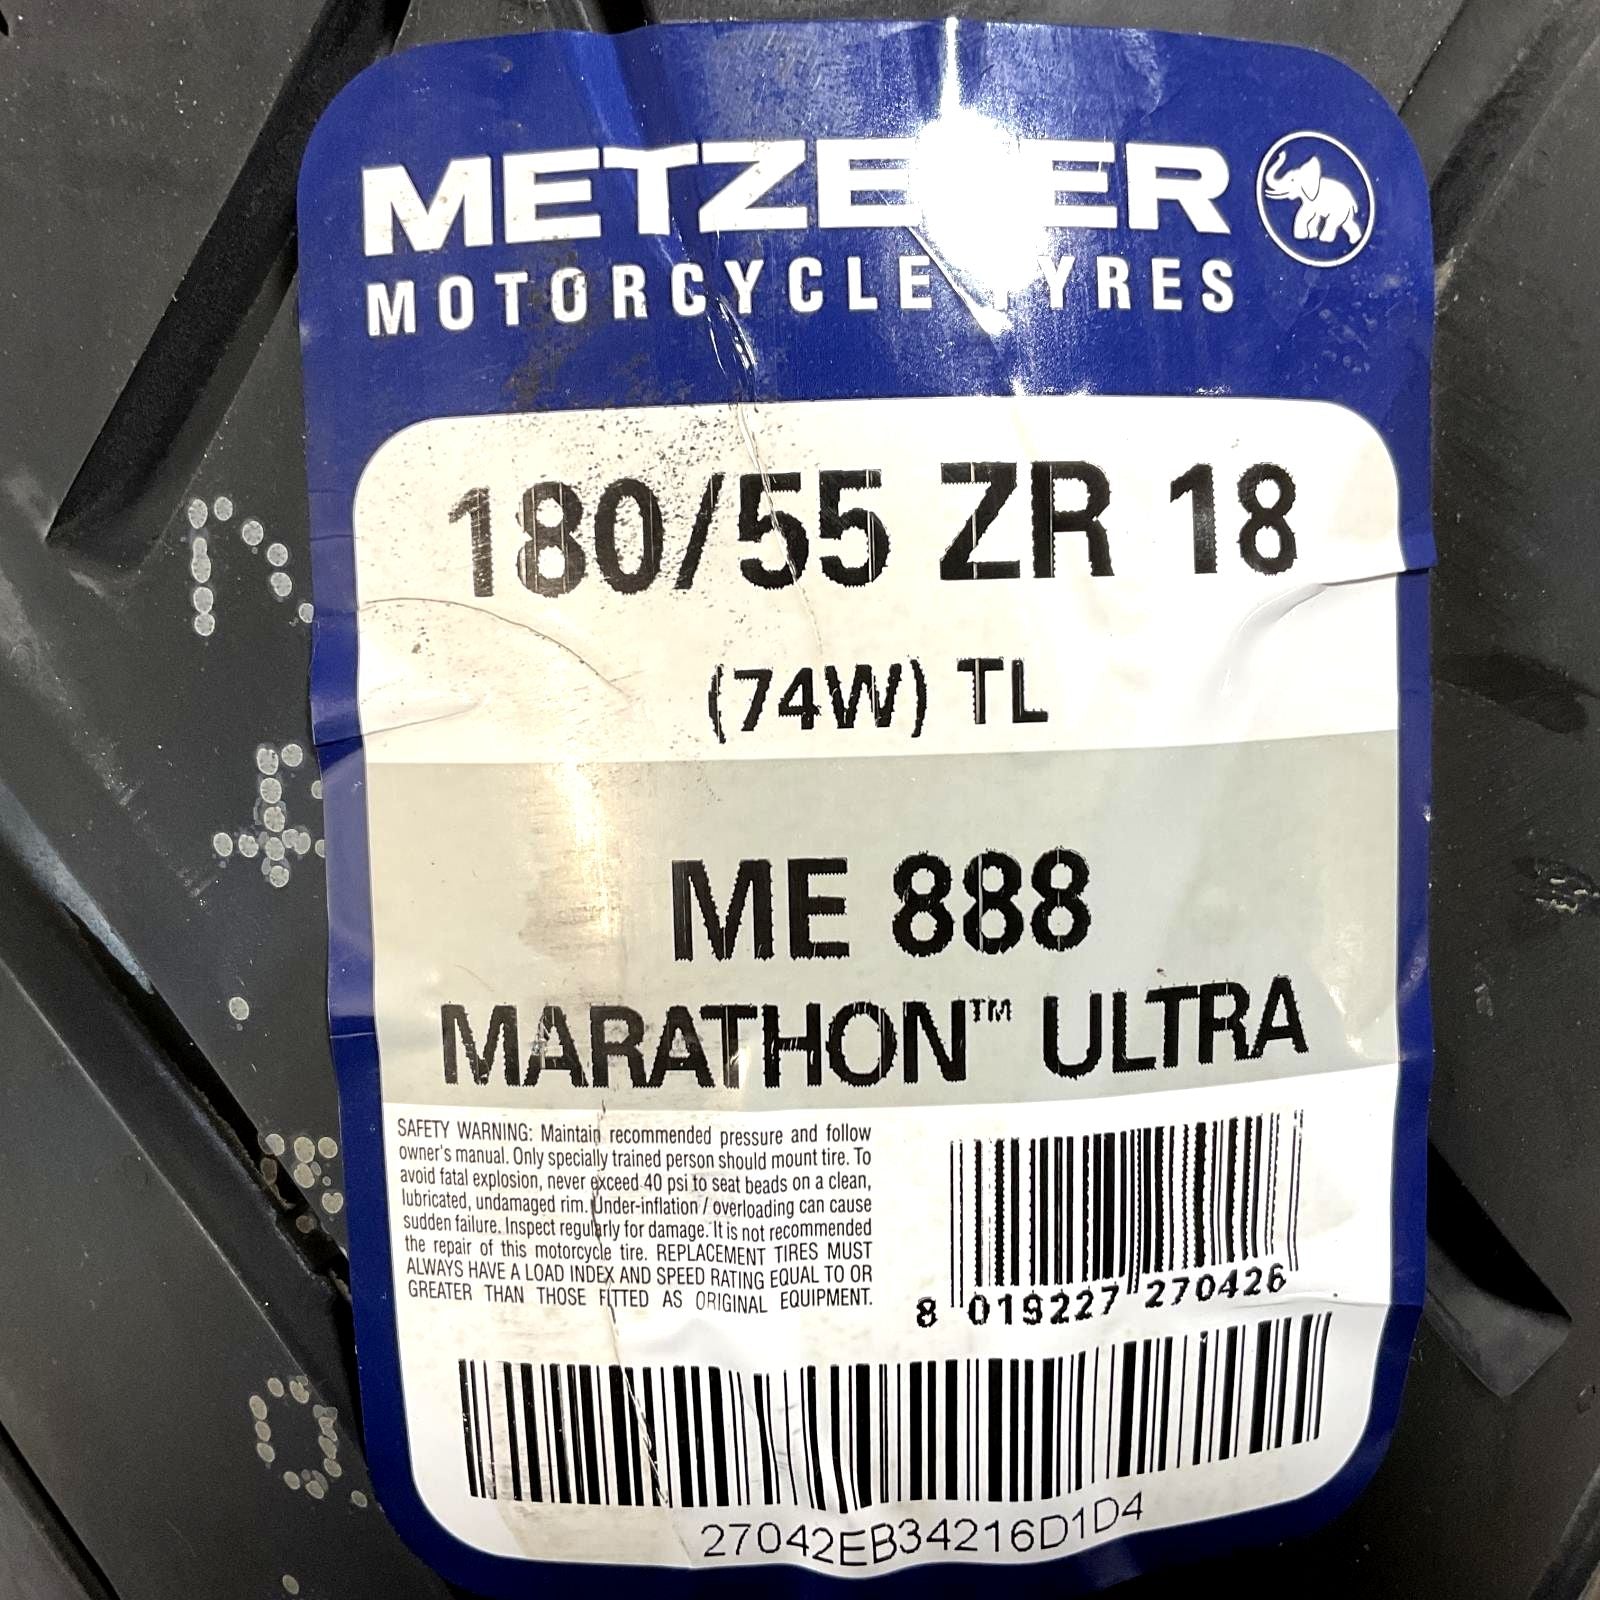 METZELER
MOTORCYCLE TYRES
180/55 ZR 18
(74W) TL
ME 888
MARATHON™ ULTRA
SAFETY WARNING: Maintain recommended pressure and follow
owner's manual. Only specially trained person should mount tire. To
avoid fatal explosion, never exceed 40 psi to seat beads on a clean,
lubricated, undamaged rim. Under-inflation / overloading can cause
sudden failure. Inspect regularly for damage. It is not recommended
the repair of this motorcycle tire. REPLACEMENT TIRES MUST
ALWAYS HAVE A LOAD INDEX AND SPEED RATING EQUAL TO OR
GREATER THAN THOSE FITTED AS ORIGINAL EQUIPMENT.
8 019227 270426
27042EB34216D1D4